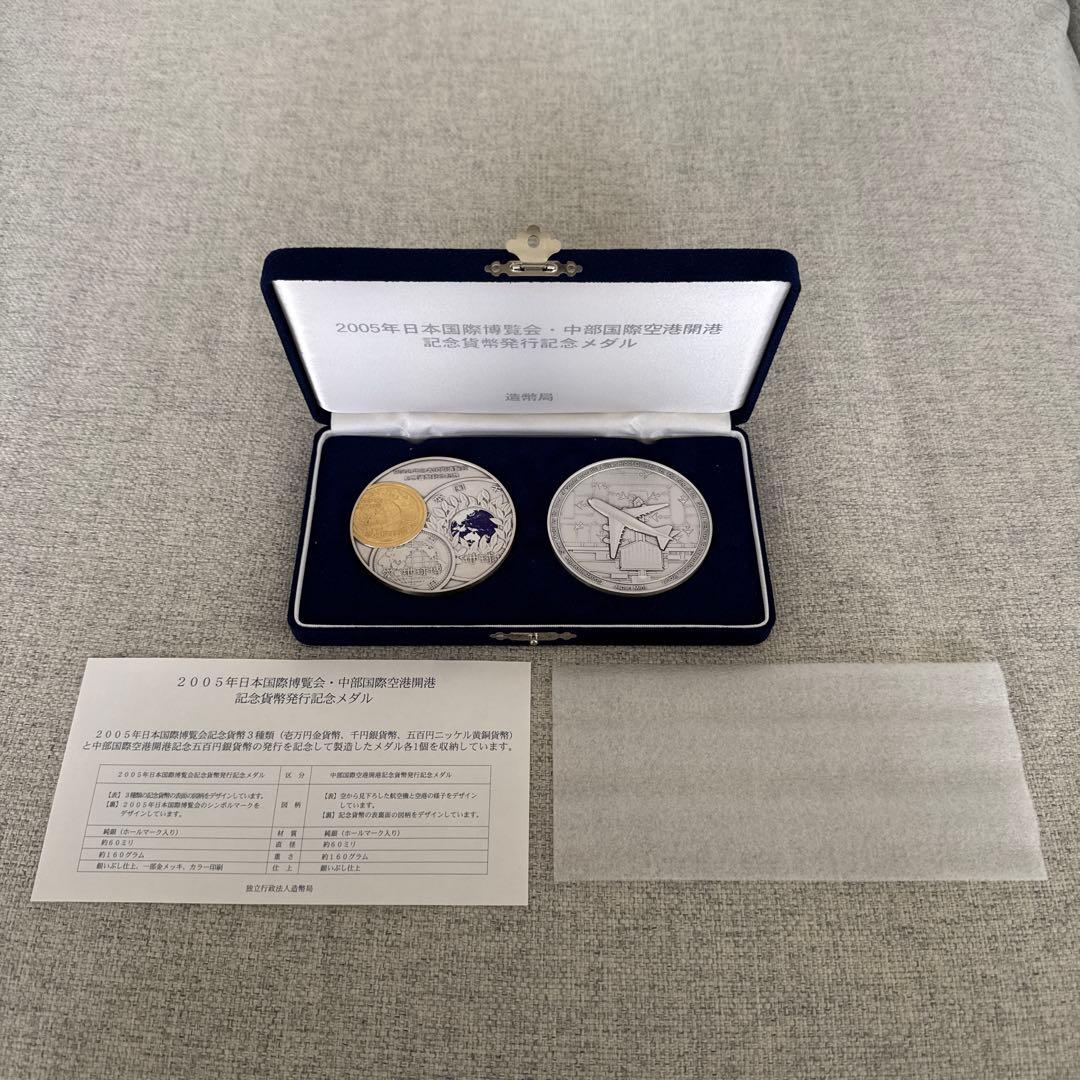 2005年日本国際博覧会・中部国際空港開港
記念貨幣発行記念メダル
造幣局
2005年日本国際博覧会・中部国際空港開港
記念貨幣発行記念メダル
2005年日本国際博覧会記念貨幣3種類（壱万円金貨幣、千円銀貨幣、五百円ニッケル黄銅貨幣）
と中部国際空港開港記念五百円銀貨幣の発行を記念して製造したメダル各1個を収納しています。
2005年日本国際博覧会記念貨幣発行記念メダル 区分 中部国際空港開港記念貨幣発行記念メダル
【表】3種類の記念貨幣の表面の図柄をデザインしています。
【裏】2005年日本国際博覧会のシンボルマークを
デザインしています。
図柄
【表】空から見下ろした航空機と空港の様子をデザイン
しています。
【裏】記念貨幣の表裏面の図柄をデザインしています。
純銀（ホールマーク入り） 材質 純銀（ホールマーク入り）
約60ミリ 直径 約60ミリ
約160グラム 重さ 約160グラム
銀いぶし仕上、一部金メッキ、カラー印刷 仕上 銀いぶし仕上
独立行政法人造幣局